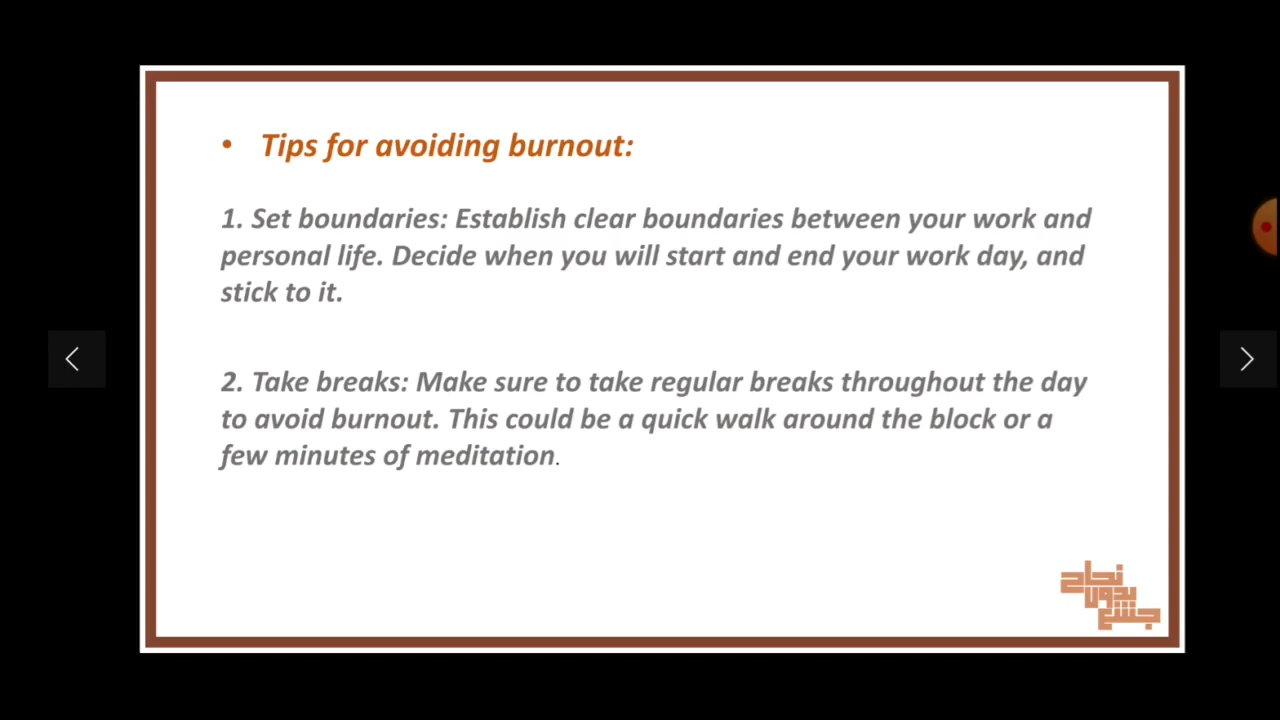 • Tips for avoiding burnout:
1. Set boundaries: Establish clear boundaries between your work and
personal life. Decide when you will start and end your work day, and
stick to it.
2. Take breaks: Make sure to take regular breaks throughout the day
to avoid burnout. This could be a quick walk around the block or a
few minutes of meditation.
نجاح
بدون
جشع